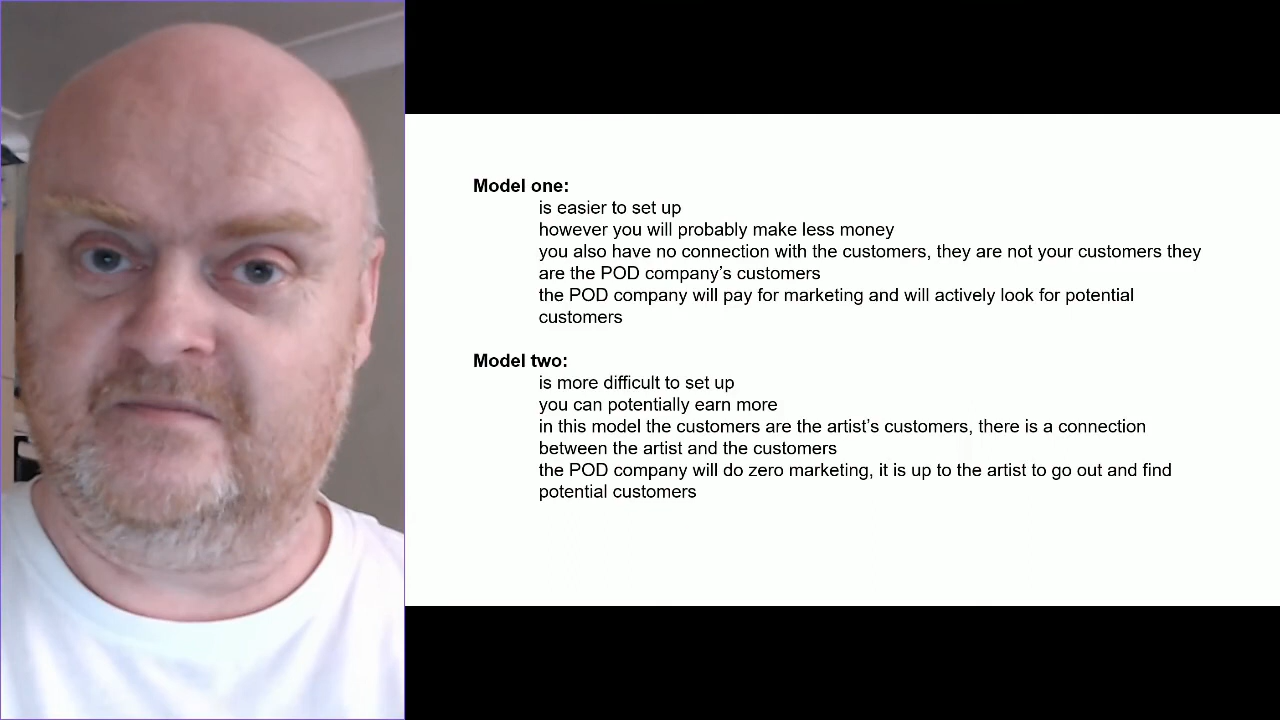 Model one:
is easier to set up
however you will probably make less money
you also have no connection with the customers, they are not your customers they
are the POD company’s customers
the POD company will pay for marketing and will actively look for potential
customers
Model two:
is more difficult to set up
you can potentially earn more
in this model the customers are the artist’s customers, there is a connection
between the artist and the customers
the POD company will do zero marketing, it is up to the artist to go out and find
potential customers